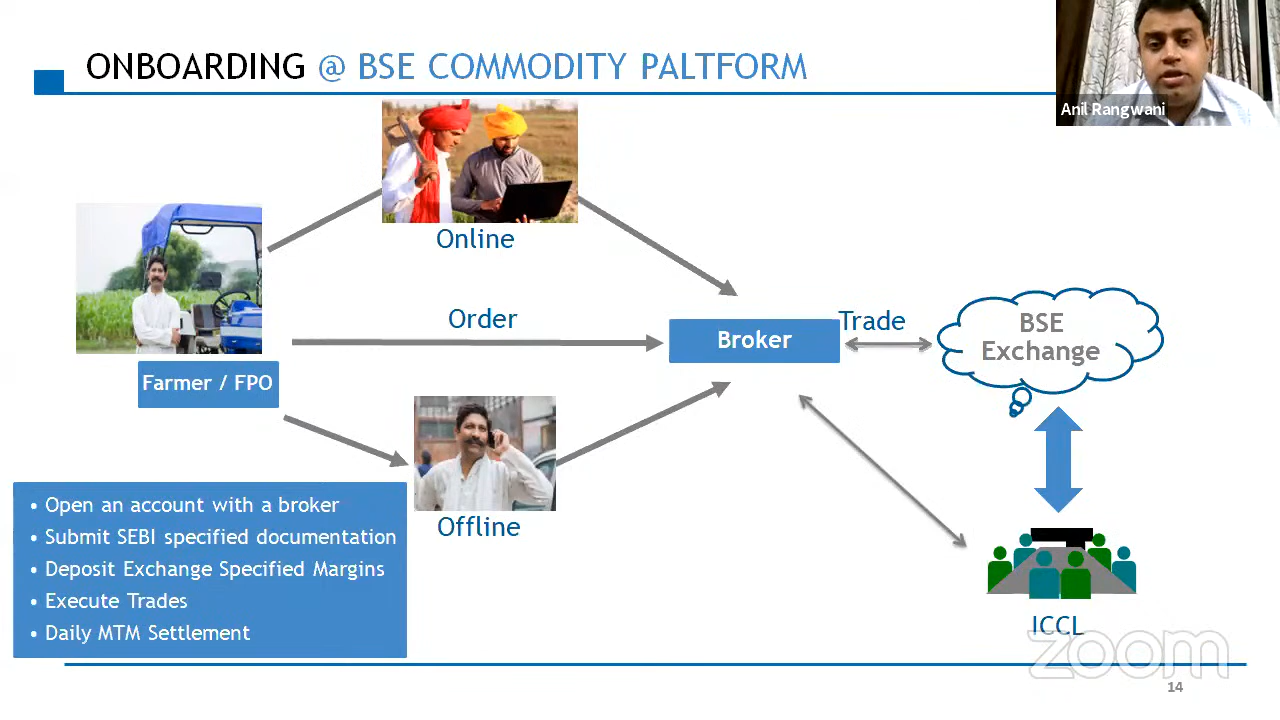 ONBOARDING @ BSE COMMODITY PALTFORM
Anil Rangwani
Online
Order
Trade
Broker
BSE
Exchange
Farmer / FPO
Offline
• Open an account with a broker
• Submit SEBI specified documentation
• Deposit Exchange Specified Margins
• Execute Trades
• Daily MTM Settlement
ICCL
zoom
14